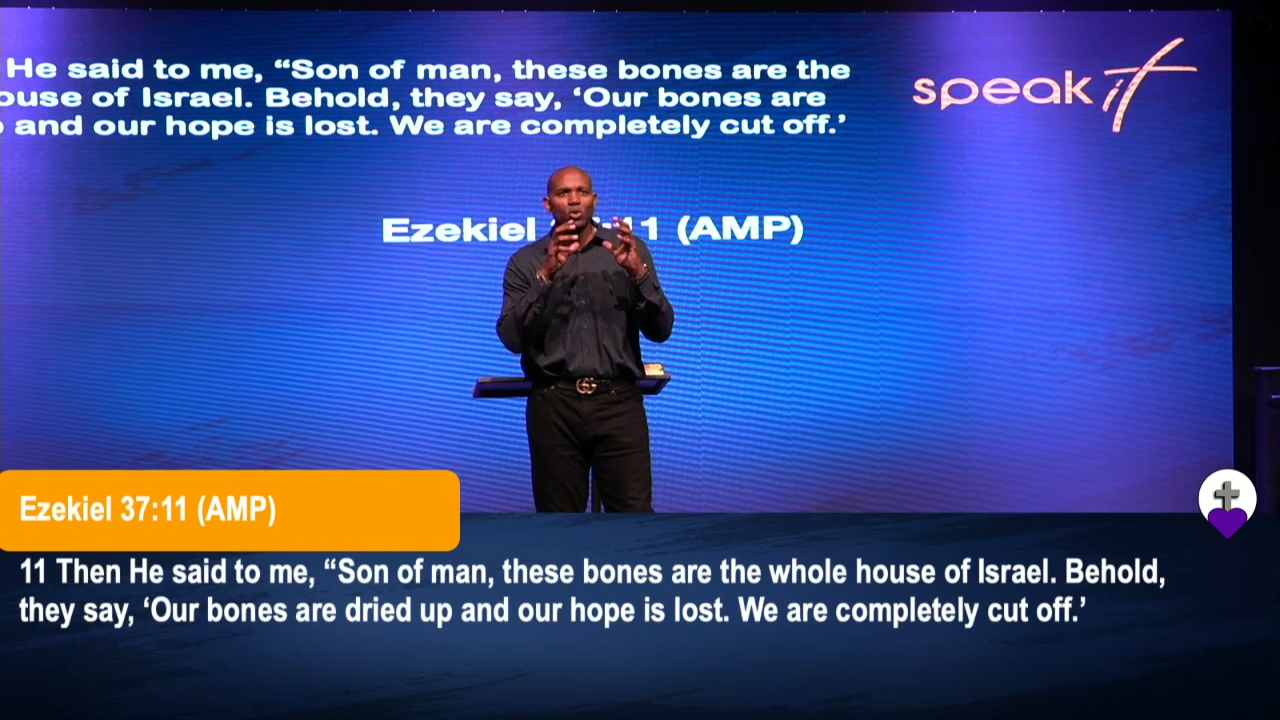 He said to me, “Son of man, these bones are the
ouse of Israel. Behold, they say, ‘Our bones are
and our hope is lost. We are completely cut off.’
speak it
Ezekiel 11 (AMP)
Ezekiel 37:11 (AMP)
11 Then He said to me, “Son of man, these bones are the whole house of Israel. Behold,
they say, ‘Our bones are dried up and our hope is lost. We are completely cut off.’